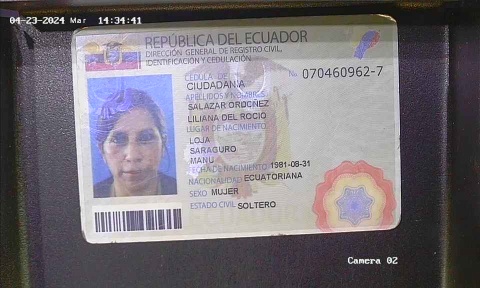 04-23-2024 Mar 14:34:41
REPÚBLICA DEL ECUADOR
DIRECCIÓN GENERAL DE REGISTRO CIVIL,
IDENTIFICACIÓN Y CEDULACIÓN
CÉDULA DE No 070460962-7
CIUDADANÍA
APELLIDOS Y NOMBRES
SALAZAR ORDOÑEZ
LILIANA DEL ROCIO
LUGAR DE NACIMIENTO
LOJA
SARAGURO
MANU
FECHA DE NACIMIENTO 1981-08-31
NACIONALIDAD ECUATORIANA
SEXO MUJER
ESTADO CIVIL SOLTERO
Camera 02